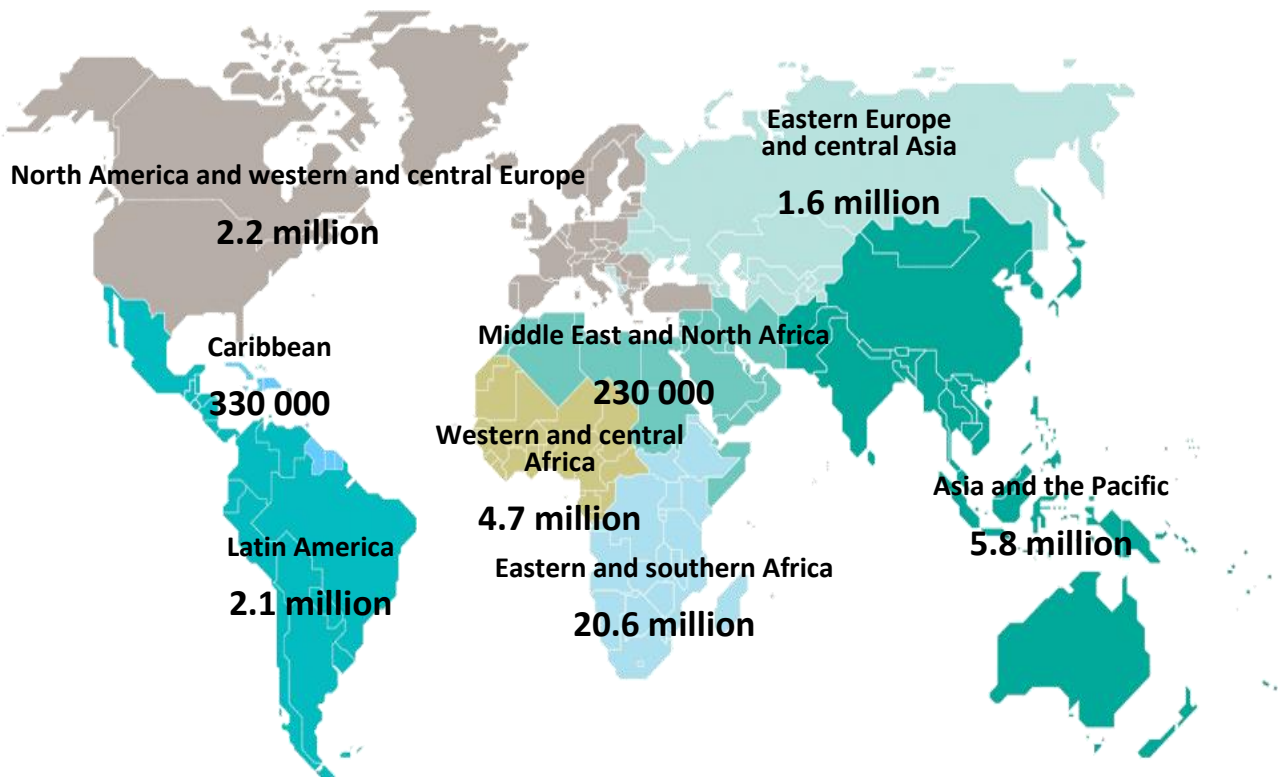 Eastern Europe
and central Asia
1.6 million
North America and western and central Europe
2.2 million
Caribbean
330 000
Middle East and North Africa
230 000
Western and central
Africa
4.7 million
Asia and the Pacific
5.8 million
Latin America
2.1 million
Eastern and southern Africa
20.6 million